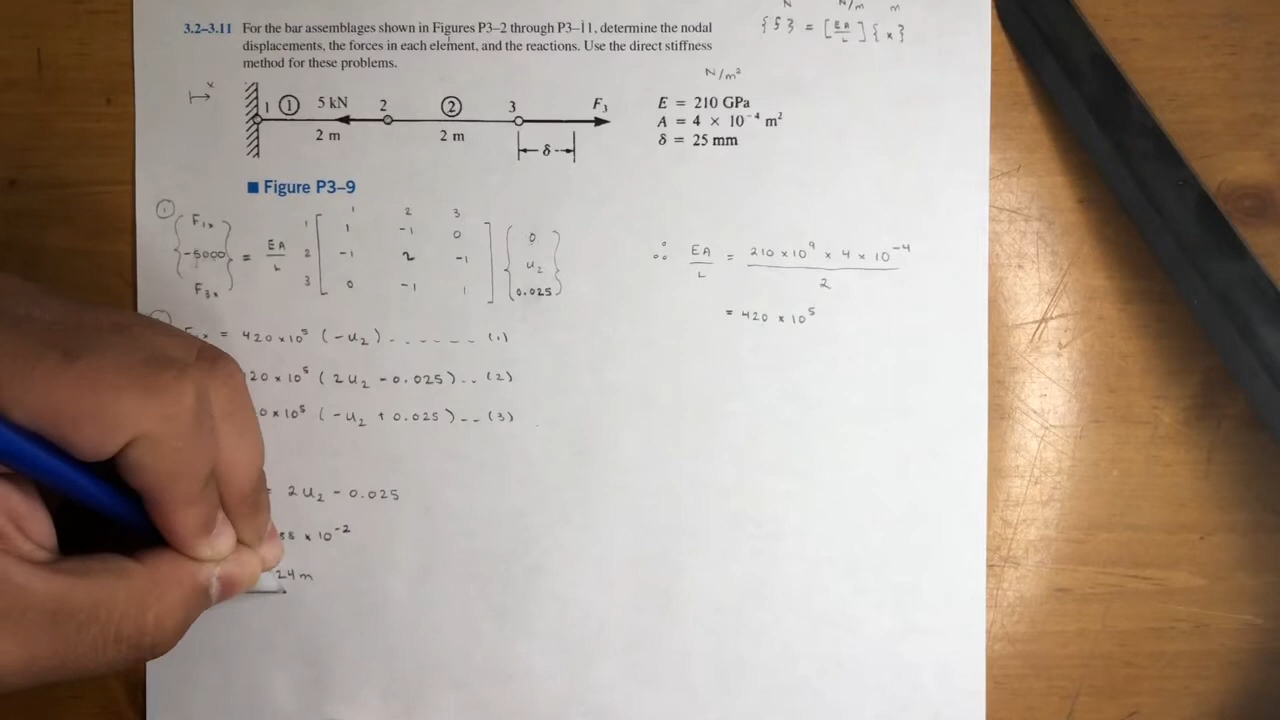 N N/m m
{f} = [EA/L]{x}
3.2–3.11 For the bar assemblages shown in Figures P3–2 through P3–11, determine the nodal
displacements, the forces in each element, and the reactions. Use the direct stiffness
method for these problems.
N/m²
x
1 ① 5 kN 2 ② 3 F₃
2 m 2 m δ
E = 210 GPa
A = 4 × 10⁻⁴ m²
δ = 25 mm
■ Figure P3–9
①
1 2 3
F1x 1 1 -1 0 0
-5000 = EA/L 2 -1 2 -1 u₂
F3x 3 0 -1 1 0.025
∴ EA/L = 210 x 10⁹ x 4 x 10⁻⁴ / 2
= 420 x 10⁵
= 420 x 10⁵ (-u₂) . - - - - - (1)
20 x 10⁵ (2u₂ - 0.025) . . (2)
0 x 10⁵ (-u₂ + 0.025) - - (3)
= 2u₂ - 0.025
88 x 10⁻²
24 m